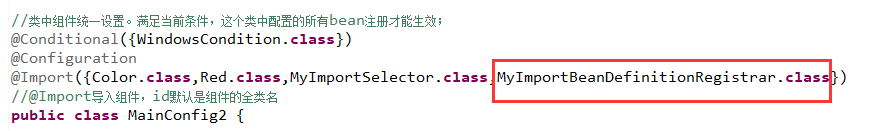 //类中组件统一设置。满足当前条件，这个类中配置的所有bean注册才能生效；
@Conditional({WindowsCondition.class})
@Configuration
@Import({Color.class,Red.class,MyImportSelector.class,MyImportBeanDefinitionRegistrar.class})
//@Import导入组件，id默认是组件的全类名
public class MainConfig2 {